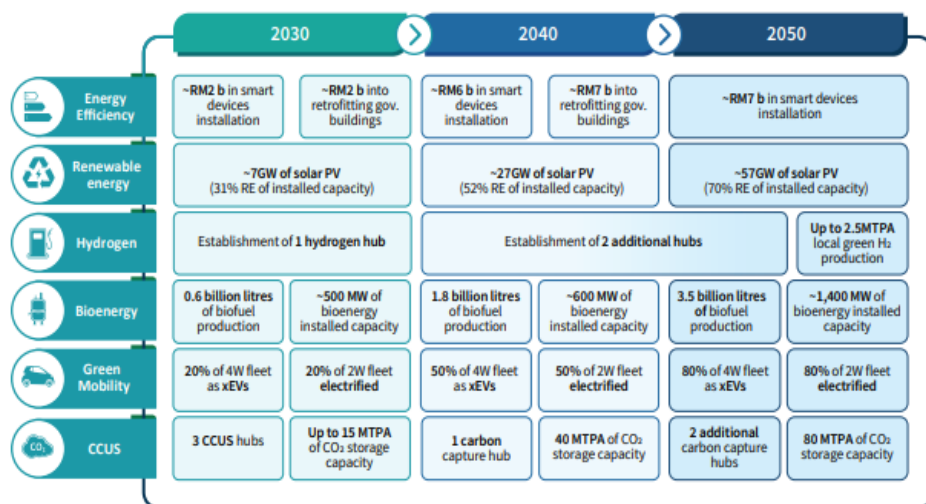 2030
2040
2050
Energy
Efficiency
~RM2 b in smart
devices
installation
~RM2 b into
retrofitting gov.
buildings
~RM6 b in smart
devices
installation
~RM7 b into
retrofitting gov.
buildings
~RM7 b in smart devices
installation
Renewable
energy
~7GW of solar PV
(31% RE of installed capacity)
~27GW of solar PV
(52% RE of installed capacity)
~57GW of solar PV
(70% RE of installed capacity)
Hydrogen
Establishment of 1 hydrogen hub
Establishment of 2 additional hubs
Up to 2.5MTPA
local green H₂
production
Bioenergy
0.6 billion litres
of biofuel
production
~500 MW of
bioenergy
installed capacity
1.8 billion litres
of biofuel
production
~600 MW of
bioenergy
installed capacity
3.5 billion litres
of biofuel
production
~1,400 MW of
bioenergy installed
capacity
Green
Mobility
20% of 4W fleet
as xEVs
20% of 2W fleet
electrified
50% of 4W fleet
as xEVs
50% of 2W fleet
electrified
80% of 4W fleet
as xEVs
80% of 2W fleet
electrified
CO₂
CCUS
3 CCUS hubs
Up to 15 MTPA
of CO₂ storage
capacity
1 carbon
capture hub
40 MTPA of CO₂
storage capacity
2 additional
carbon capture
hubs
80 MTPA of CO₂
storage capacity